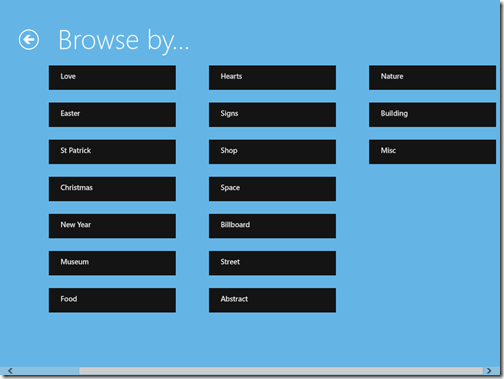 Browse by...
Love
Easter
St Patrick
Christmas
New Year
Museum
Food
Hearts
Signs
Shop
Space
Billboard
Street
Abstract
Nature
Building
Misc